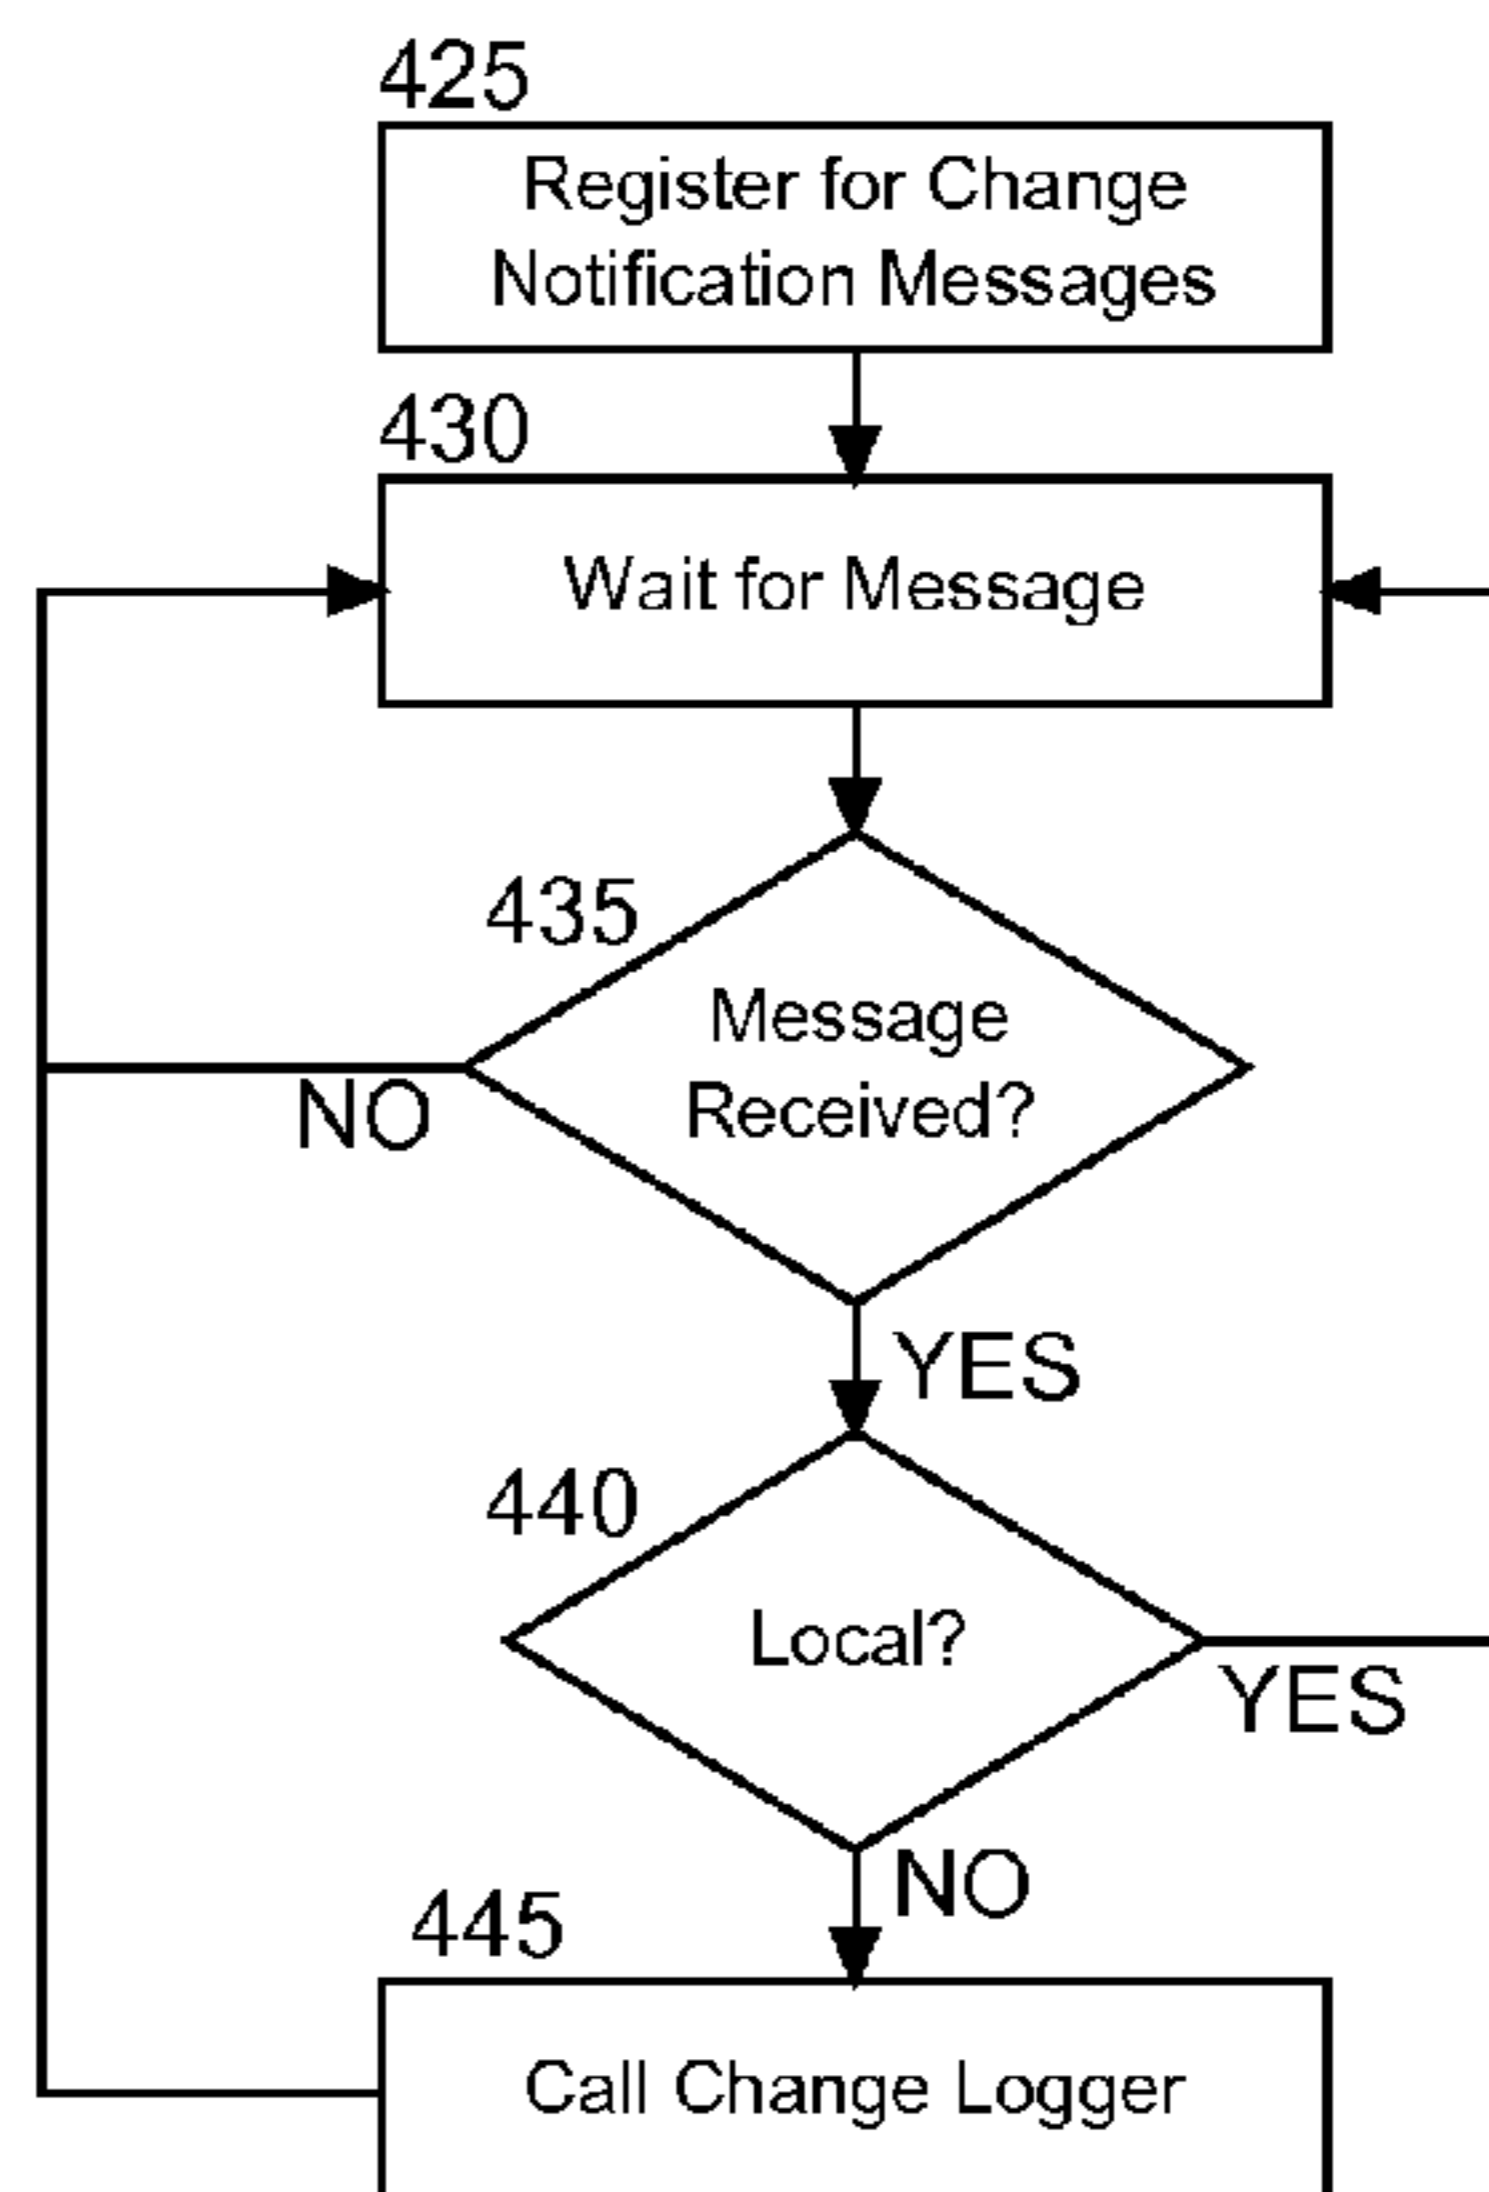 425
Register for Change
Notification Messages
430
Wait for Message
435
Message
Received?
NO
YES
440
Local?
YES
NO
445
Call Change Logger